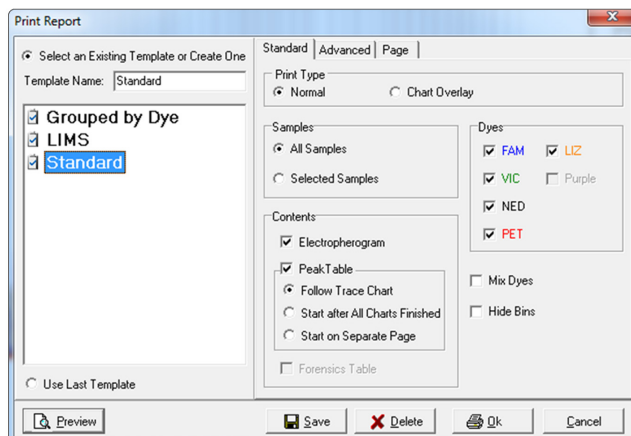 Print Report
Select an Existing Template or Create One
Template Name: Standard
Grouped by Dye
LIMS
Standard
Use Last Template
Standard Advanced Page
Print Type
Normal Chart Overlay
Samples
All Samples
Selected Samples
Dyes
FAM LIZ
VIC Purple
NED
PET
Contents
Electropherogram
PeakTable
Follow Trace Chart
Start after All Charts Finished
Start on Separate Page
Forensics Table
Mix Dyes
Hide Bins
Preview Save Delete Ok Cancel